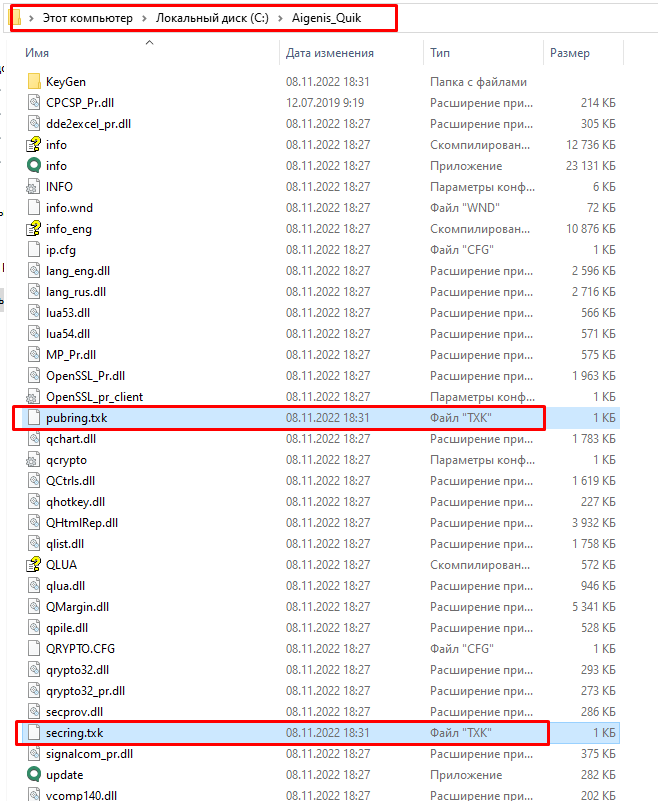 Этот компьютер > Локальный диск (C:) > Aigenis_Quik
Имя Дата изменения Тип Размер
KeyGen 08.11.2022 18:31 Папка с файлами
CPCSP_Pr.dll 12.07.2019 9:19 Расширение при... 214 КБ
dde2excel_pr.dll 08.11.2022 18:27 Расширение при... 305 КБ
info 08.11.2022 18:27 Скомпилирован... 12 736 КБ
info 08.11.2022 18:27 Приложение 23 131 КБ
INFO 08.11.2022 18:27 Параметры конф... 6 КБ
info.wnd 08.11.2022 18:27 Файл "WND" 72 КБ
info_eng 08.11.2022 18:27 Скомпилирован... 10 876 КБ
ip.cfg 08.11.2022 18:27 Файл "CFG" 1 КБ
lang_eng.dll 08.11.2022 18:27 Расширение при... 2 596 КБ
lang_rus.dll 08.11.2022 18:27 Расширение при... 2 716 КБ
lua53.dll 08.11.2022 18:27 Расширение при... 566 КБ
lua54.dll 08.11.2022 18:27 Расширение при... 571 КБ
MP_Pr.dll 08.11.2022 18:27 Расширение при... 575 КБ
OpenSSL_Pr.dll 08.11.2022 18:27 Расширение при... 1 963 КБ
OpenSSL_pr_client 08.11.2022 18:27 Параметры конф... 1 КБ
pubring.txk 08.11.2022 18:31 Файл "TXK" 1 КБ
qchart.dll 08.11.2022 18:27 Расширение при... 1 783 КБ
qcrypto 08.11.2022 18:27 Параметры конф... 1 КБ
QCtrls.dll 08.11.2022 18:27 Расширение при... 1 619 КБ
qhotkey.dll 08.11.2022 18:27 Расширение при... 227 КБ
QHtmlRep.dll 08.11.2022 18:27 Расширение при... 3 932 КБ
qlist.dll 08.11.2022 18:27 Расширение при... 1 758 КБ
QLUA 08.11.2022 18:27 Скомпилирован... 572 КБ
qlua.dll 08.11.2022 18:27 Расширение при... 946 КБ
QMargin.dll 08.11.2022 18:27 Расширение при... 5 341 КБ
qpile.dll 08.11.2022 18:27 Расширение при... 528 КБ
QRYPTO.CFG 08.11.2022 18:27 Файл "CFG" 1 КБ
qrypto32.dll 08.11.2022 18:27 Расширение при... 293 КБ
qrypto32_pr.dll 08.11.2022 18:27 Расширение при... 273 КБ
secprov.dll 08.11.2022 18:27 Расширение при... 286 КБ
secring.txk 08.11.2022 18:31 Файл "TXK" 1 КБ
signalcom_pr.dll 08.11.2022 18:27 Расширение при... 375 КБ
update 08.11.2022 18:27 Приложение 282 КБ
vcomp140.dll 08.11.2022 18:27 Расширение при... 202 КБ